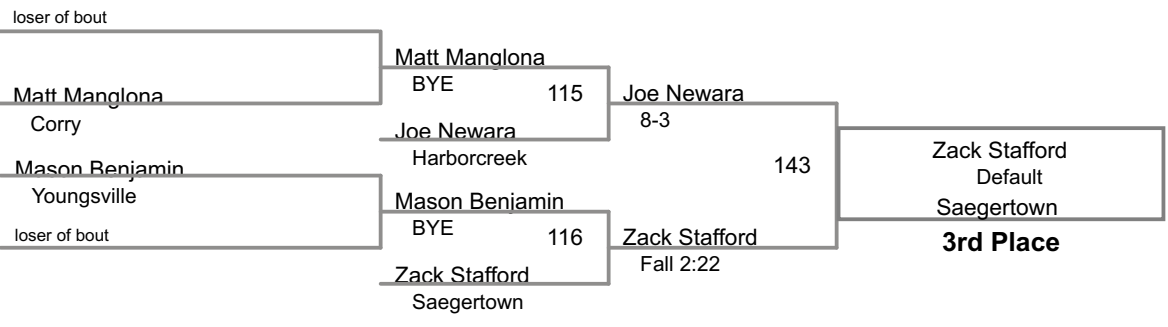 loser of bout
Matt Manglona
Corry
Mason Benjamin
Youngsville
loser of bout
Matt Manglona
BYE
115
Joe Newara
Harborcreek
Mason Benjamin
BYE
116
Zack Stafford
Saegertown
Joe Newara
8-3
143
Zack Stafford
Fall 2:22
Zack Stafford
Default
Saegertown
3rd Place